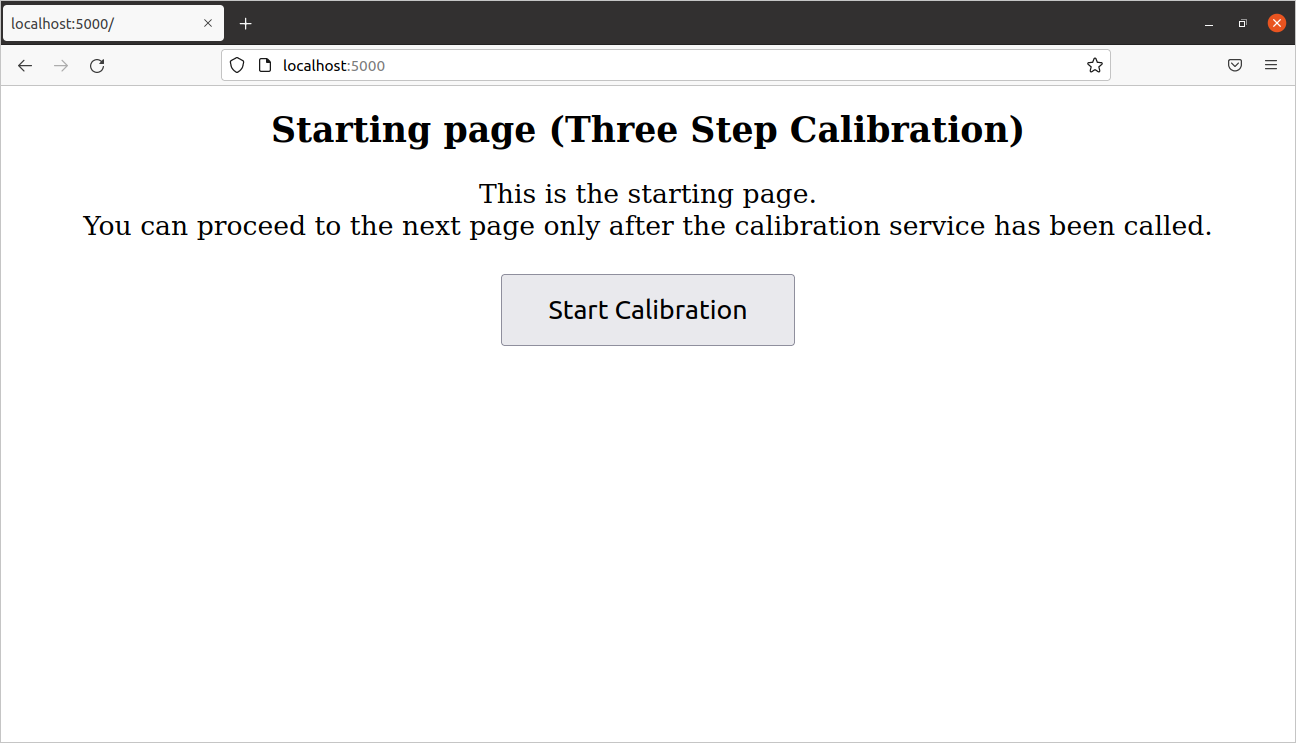 localhost:5000/
localhost:5000
Starting page (Three Step Calibration)
This is the starting page.
You can proceed to the next page only after the calibration service has been called.
Start Calibration